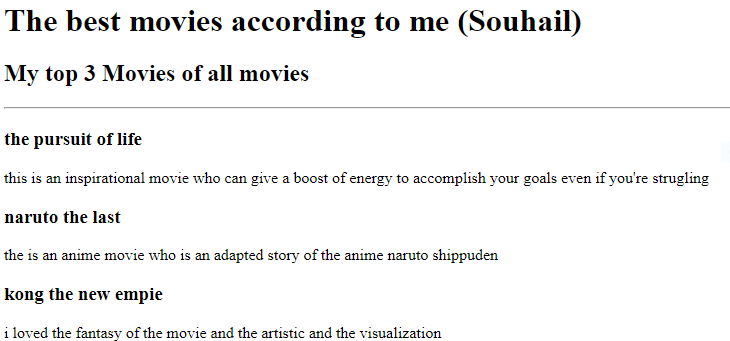 The best movies according to me (Souhail)
My top 3 Movies of all movies
the pursuit of life
this is an inspirational movie who can give a boost of energy to accomplish your goals even if you're strugling
naruto the last
the is an anime movie who is an adapted story of the anime naruto shippuden
kong the new empie
i loved the fantasy of the movie and the artistic and the visualization